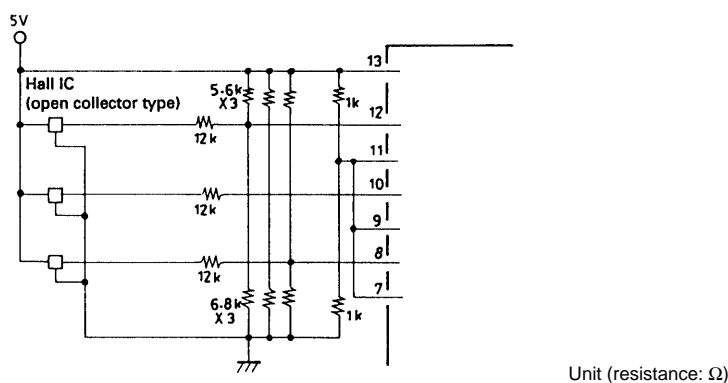 5V
13
Hall IC
(open collector type)
5.6k
X3
1k
12
12k
11
10
12k
9
8
12k
7
6.8k
X 3
1k
Unit (resistance: Ω)